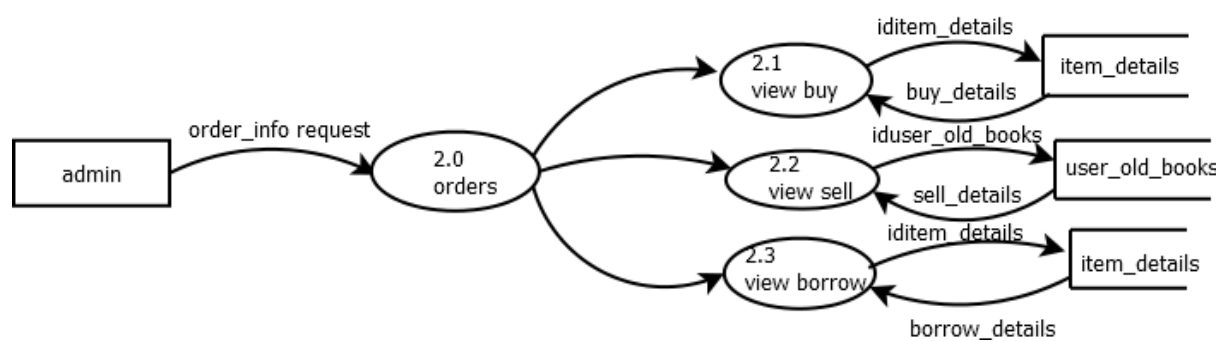 admin
order_info request
2.0
orders
2.1
view buy
iditem_details
buy_details
item_details
2.2
view sell
iduser_old_books
sell_details
user_old_books
2.3
view borrow
iditem_details
borrow_details
item_details